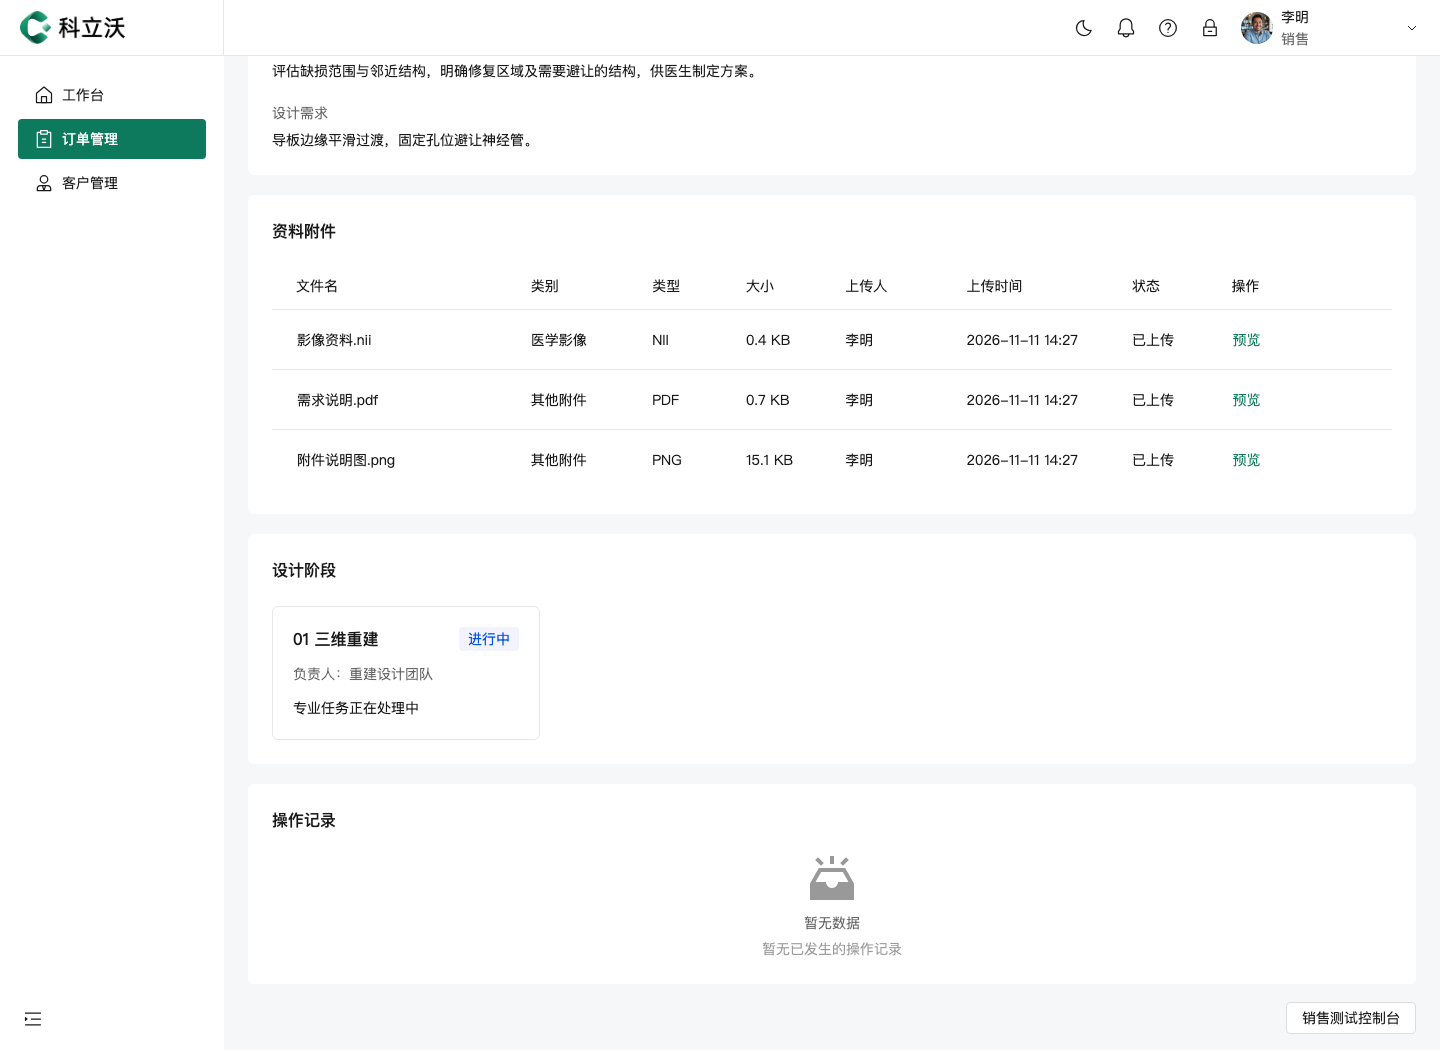 科立沃
李明
销售
工作台
订单管理
客户管理
评估缺损范围与邻近结构，明确修复区域及需要避让的结构，供医生制定方案。
设计需求
导板边缘平滑过渡，固定孔位避让神经管。
资料附件
文件名 类别 类型 大小 上传人 上传时间 状态 操作
影像资料.nii 医学影像 NII 0.4 KB 李明 2026-11-11 14:27 已上传 预览
需求说明.pdf 其他附件 PDF 0.7 KB 李明 2026-11-11 14:27 已上传 预览
附件说明图.png 其他附件 PNG 15.1 KB 李明 2026-11-11 14:27 已上传 预览
设计阶段
01 三维重建 进行中
负责人：重建设计团队
专业任务正在处理中
操作记录
暂无数据
暂无已发生的操作记录
销售测试控制台